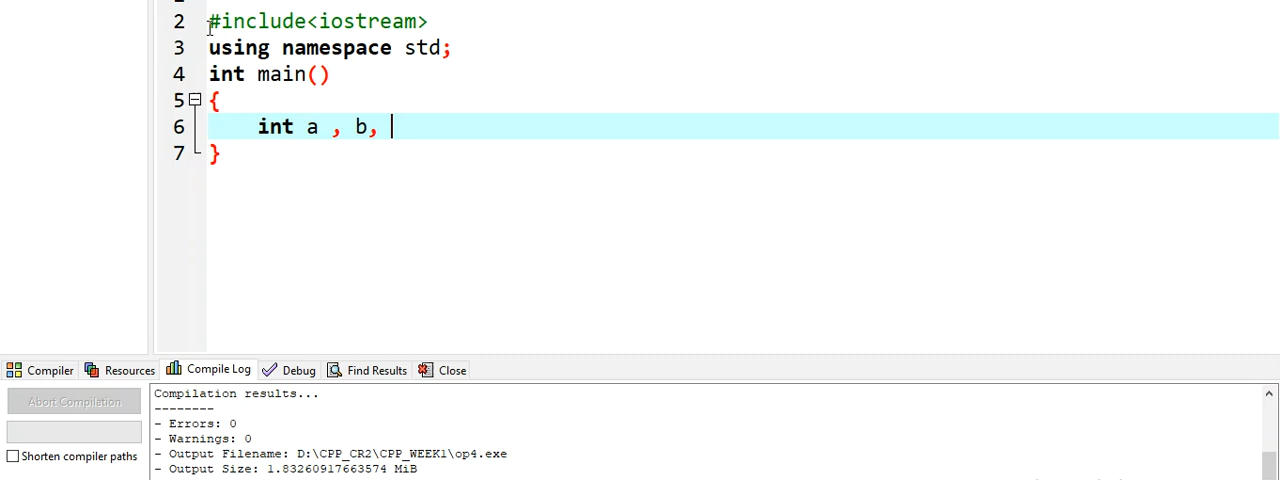 2 #include<iostream>
3 using namespace std;
4 int main()
5 {
6 int a , b,
7 }
Compiler Resources Compile Log Debug Find Results Close
Abort Compilation
Shorten compiler paths
Compilation results...
--------
- Errors: 0
- Warnings: 0
- Output Filename: D:\CPP_CR2\CPP_WEEK1\op4.exe
- Output Size: 1.83260917663574 MiB